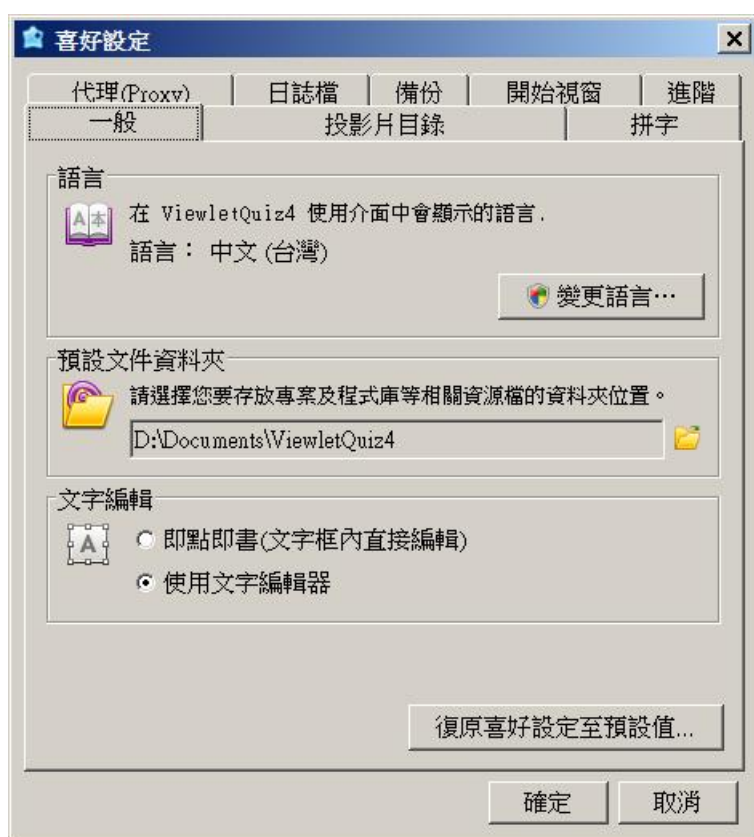 喜好設定
代理(Proxy) 日誌檔 備份 開始視窗 進階
一般 投影片目錄 拼字
語言
A 本
在 ViewletQuiz4 使用介面中會顯示的語言.
語言： 中文 (台灣)
變更語言…
預設文件資料夾
請選擇您要存放專案及程式庫等相關資源檔的資料夾位置。
D:\Documents\ViewletQuiz4
文字編輯
A
即點即書(文字框內直接編輯)
使用文字編輯器
復原喜好設定至預設值...
確定 取消